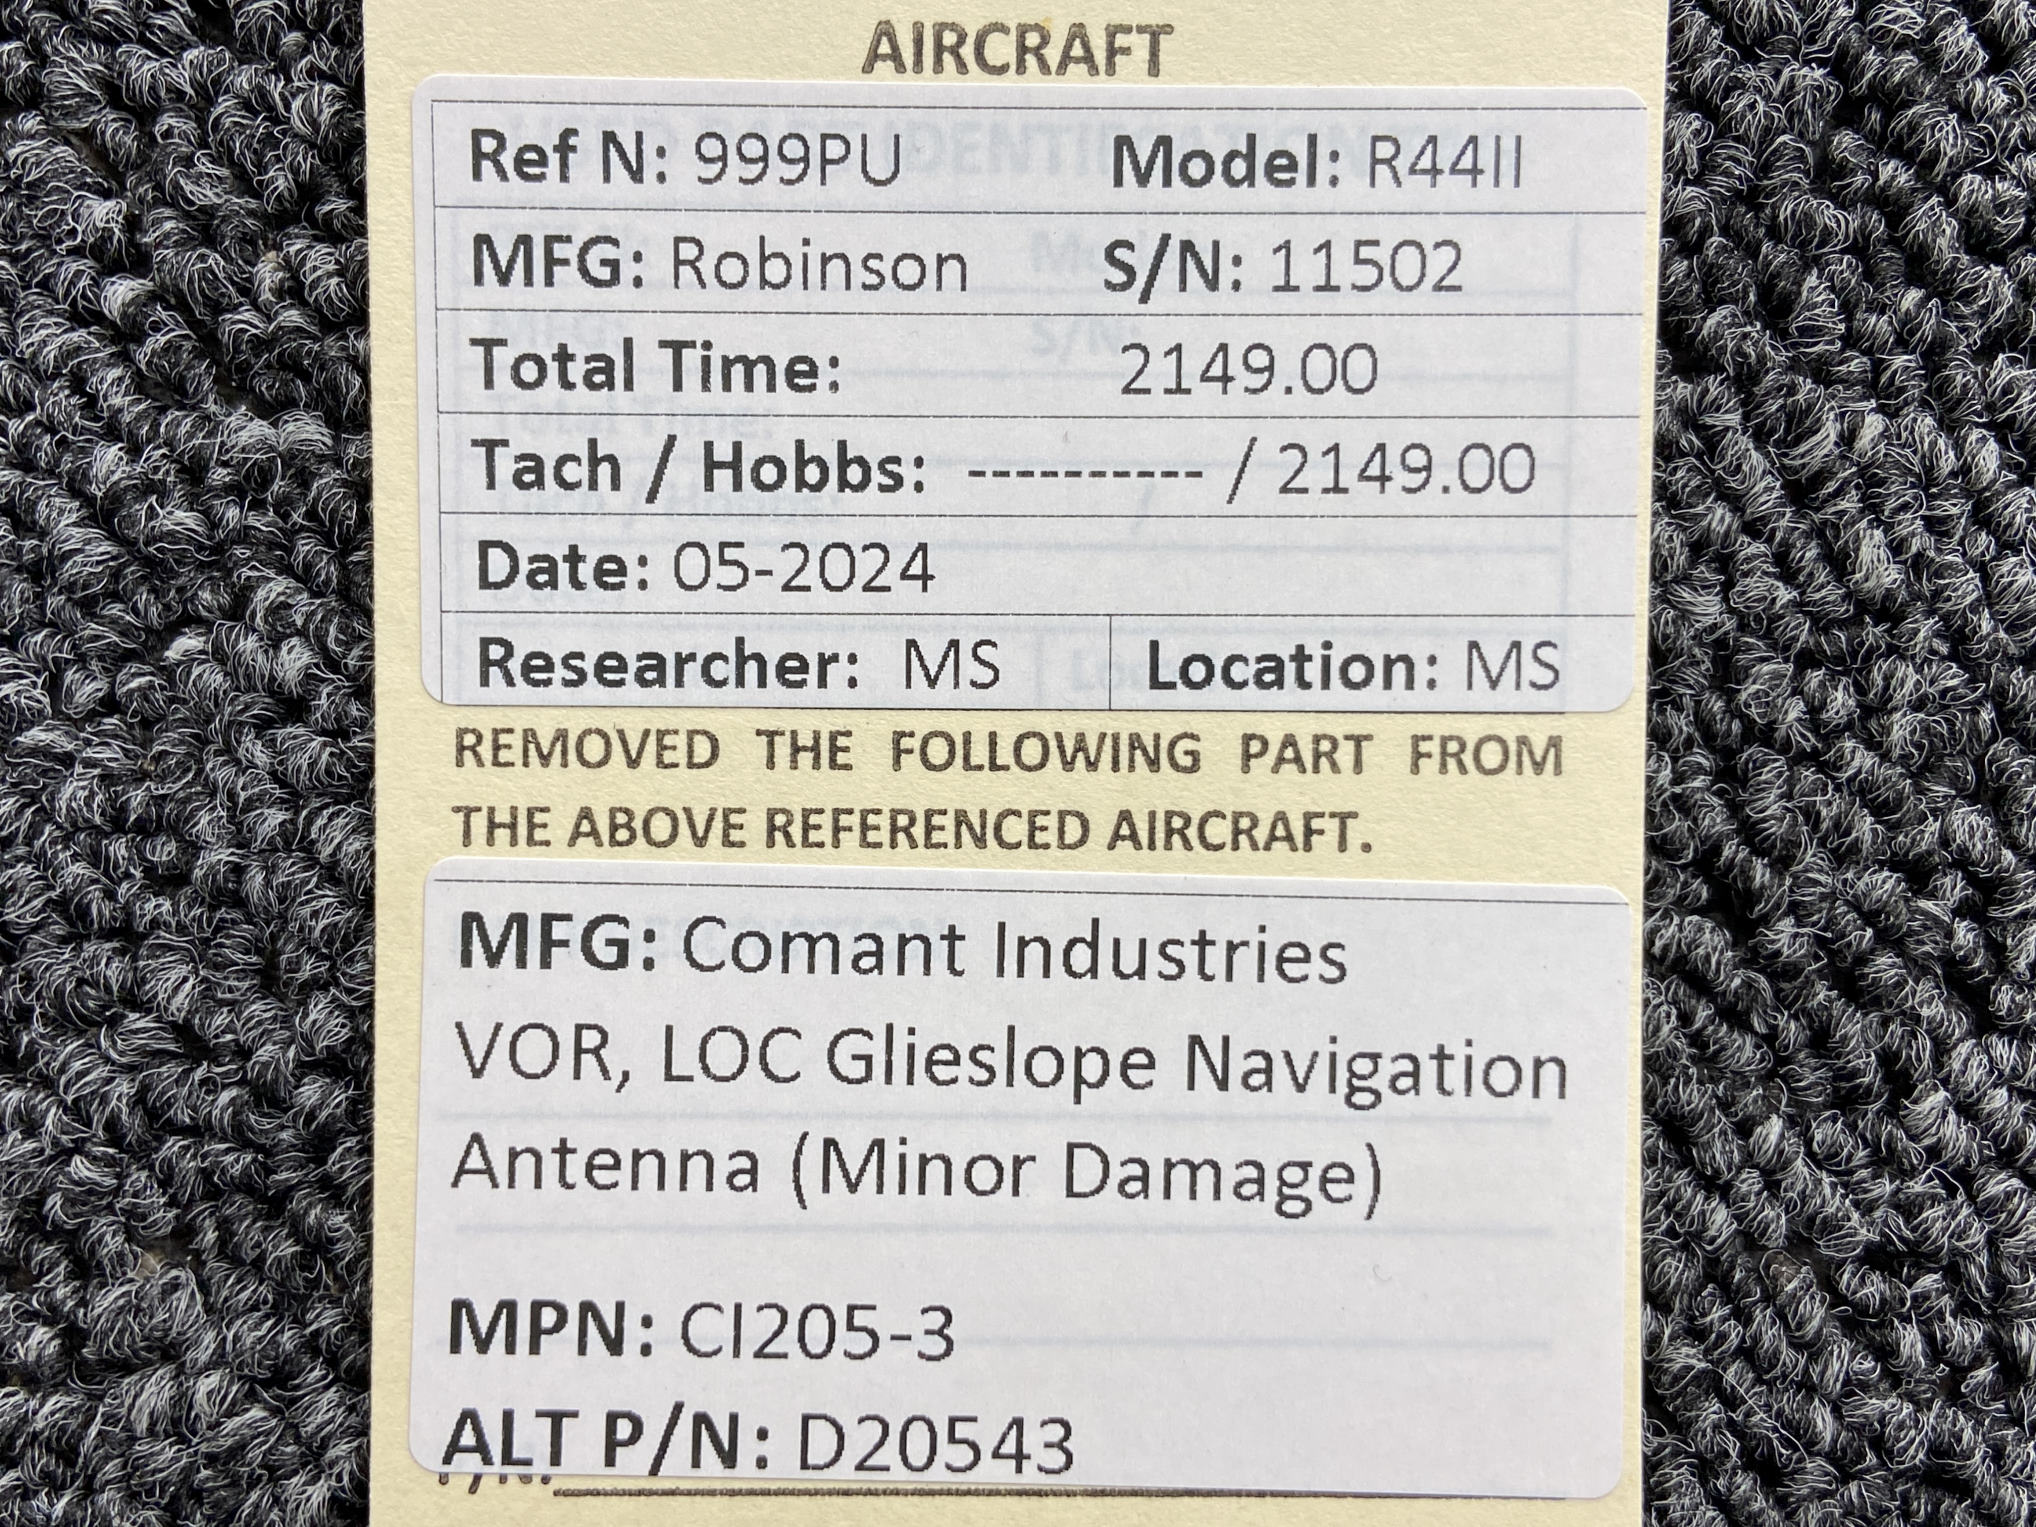 AIRCRAFT
Ref N: 999PU Model: R44II
MFG: Robinson S/N: 11502
Total Time: 2149.00
Tach / Hobbs: ---------- / 2149.00
Date: 05-2024
Researcher: MS Location: MS
REMOVED THE FOLLOWING PART FROM
THE ABOVE REFERENCED AIRCRAFT.
MFG: Comant Industries
VOR, LOC Glieslope Navigation
Antenna (Minor Damage)
MPN: CI205-3
ALT P/N: D20543